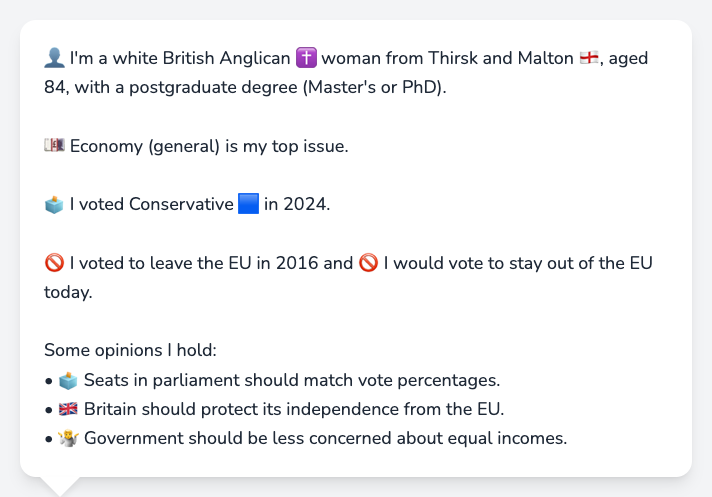 👤 I'm a white British Anglican ✝️ woman from Thirsk and Malton 🏴󠁧󠁢󠁥󠁮󠁧󠁿, aged
84, with a postgraduate degree (Master's or PhD).
💷 Economy (general) is my top issue.
🗳️ I voted Conservative 🟦 in 2024.
🚫 I voted to leave the EU in 2016 and 🚫 I would vote to stay out of the EU
today.
Some opinions I hold:
• 🗳️ Seats in parliament should match vote percentages.
• 🇬🇧 Britain should protect its independence from the EU.
• 🤷 Government should be less concerned about equal incomes.